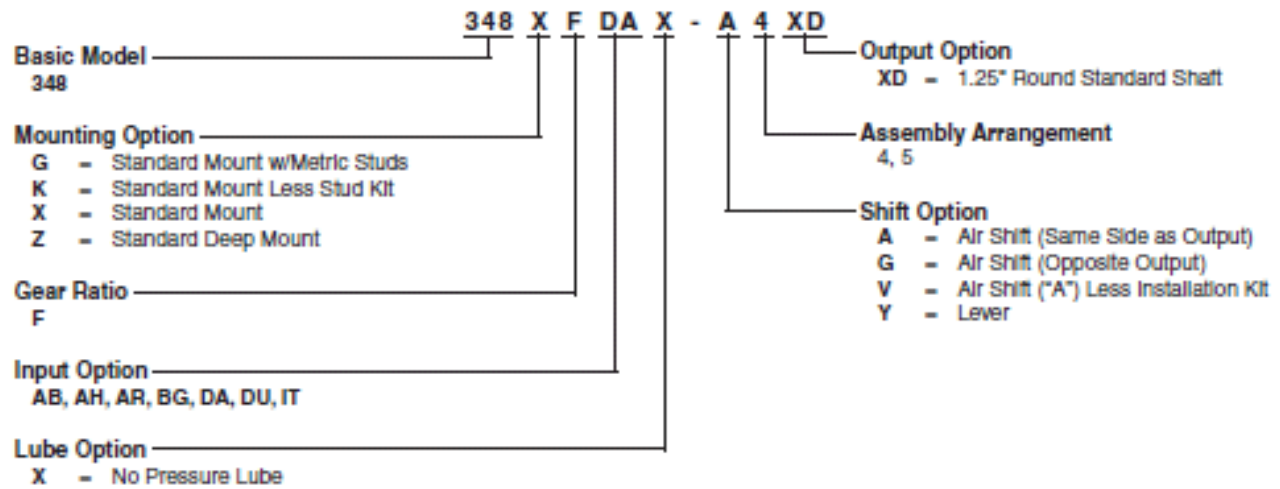 348 X F DA X - A 4 XD
Basic Model
348
Mounting Option
G - Standard Mount w/Metric Studs
K - Standard Mount Less Stud Kit
X - Standard Mount
Z - Standard Deep Mount
Gear Ratio
F
Input Option
AB, AH, AR, BG, DA, DU, IT
Lube Option
X - No Pressure Lube
Output Option
XD - 1.25" Round Standard Shaft
Assembly Arrangement
4, 5
Shift Option
A - Air Shift (Same Side as Output)
G - Air Shift (Opposite Output)
V - Air Shift ("A") Less Installation Kit
Y - Lever